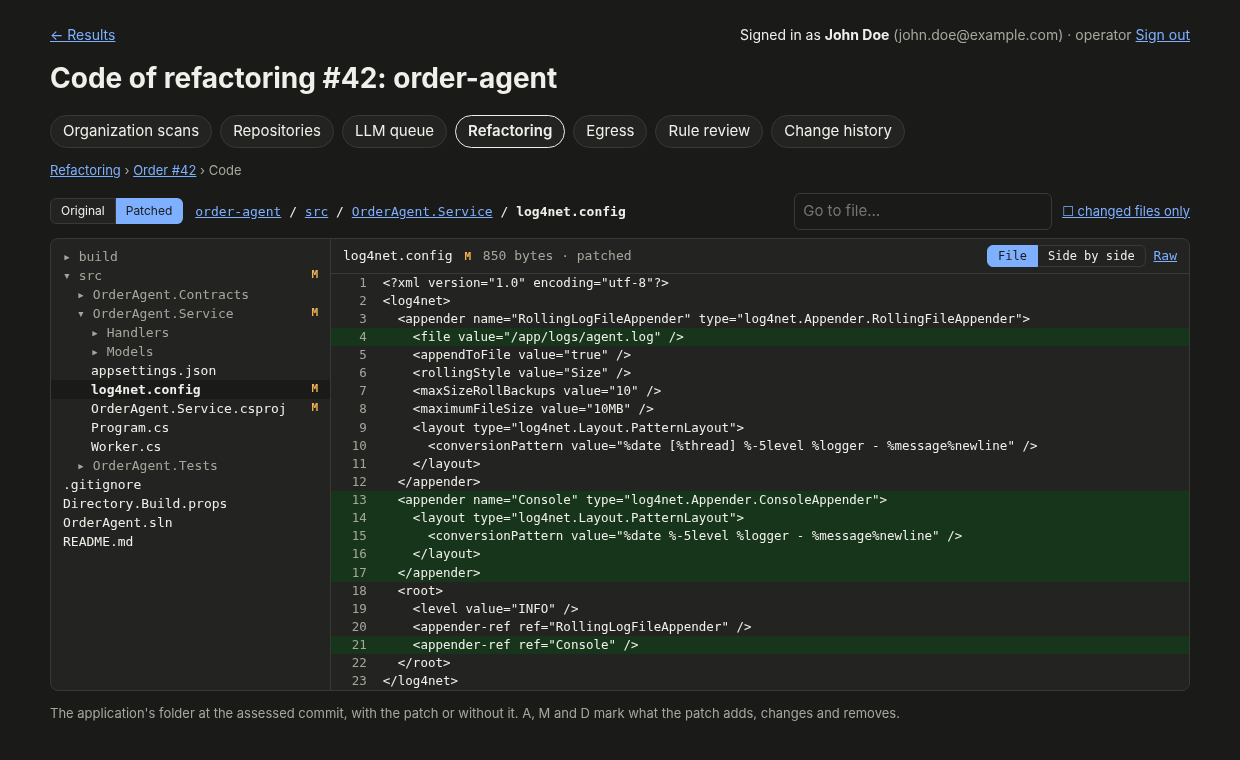 ← Results
Signed in as John Doe (john.doe@example.com) · operator Sign out
Code of refactoring #42: order-agent
Organization scans Repositories LLM queue Refactoring Egress Rule review Change history
Refactoring › Order #42 › Code
Original Patched order-agent / src / OrderAgent.Service / log4net.config Go to file... ☐ changed files only
▸ build
▾ src M
▸ OrderAgent.Contracts
▾ OrderAgent.Service M
▸ Handlers
▸ Models
appsettings.json
log4net.config M
OrderAgent.Service.csproj M
Program.cs
Worker.cs
▸ OrderAgent.Tests
.gitignore
Directory.Build.props
OrderAgent.sln
README.md
log4net.config M 850 bytes · patched File Side by side Raw
1 <?xml version="1.0" encoding="utf-8"?>
2 <log4net>
3 <appender name="RollingLogFileAppender" type="log4net.Appender.RollingFileAppender">
4 <file value="/app/logs/agent.log" />
5 <appendToFile value="true" />
6 <rollingStyle value="Size" />
7 <maxSizeRollBackups value="10" />
8 <maximumFileSize value="10MB" />
9 <layout type="log4net.Layout.PatternLayout">
10 <conversionPattern value="%date [%thread] %-5level %logger - %message%newline" />
11 </layout>
12 </appender>
13 <appender name="Console" type="log4net.Appender.ConsoleAppender">
14 <layout type="log4net.Layout.PatternLayout">
15 <conversionPattern value="%date %-5level %logger - %message%newline" />
16 </layout>
17 </appender>
18 <root>
19 <level value="INFO" />
20 <appender-ref ref="RollingLogFileAppender" />
21 <appender-ref ref="Console" />
22 </root>
23 </log4net>
The application's folder at the assessed commit, with the patch or without it. A, M and D mark what the patch adds, changes and removes.